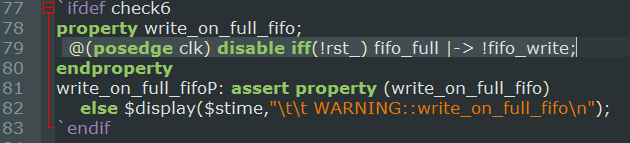 77 `ifdef check6
78 property write_on_full_fifo;
79 @(posedge clk) disable iff(!rst_) fifo_full |-> !fifo_write;
80 endproperty
81 write_on_full_fifoP: assert property (write_on_full_fifo)
82 else $display($stime,"\t\t WARNING::write_on_full_fifo\n");
83 `endif